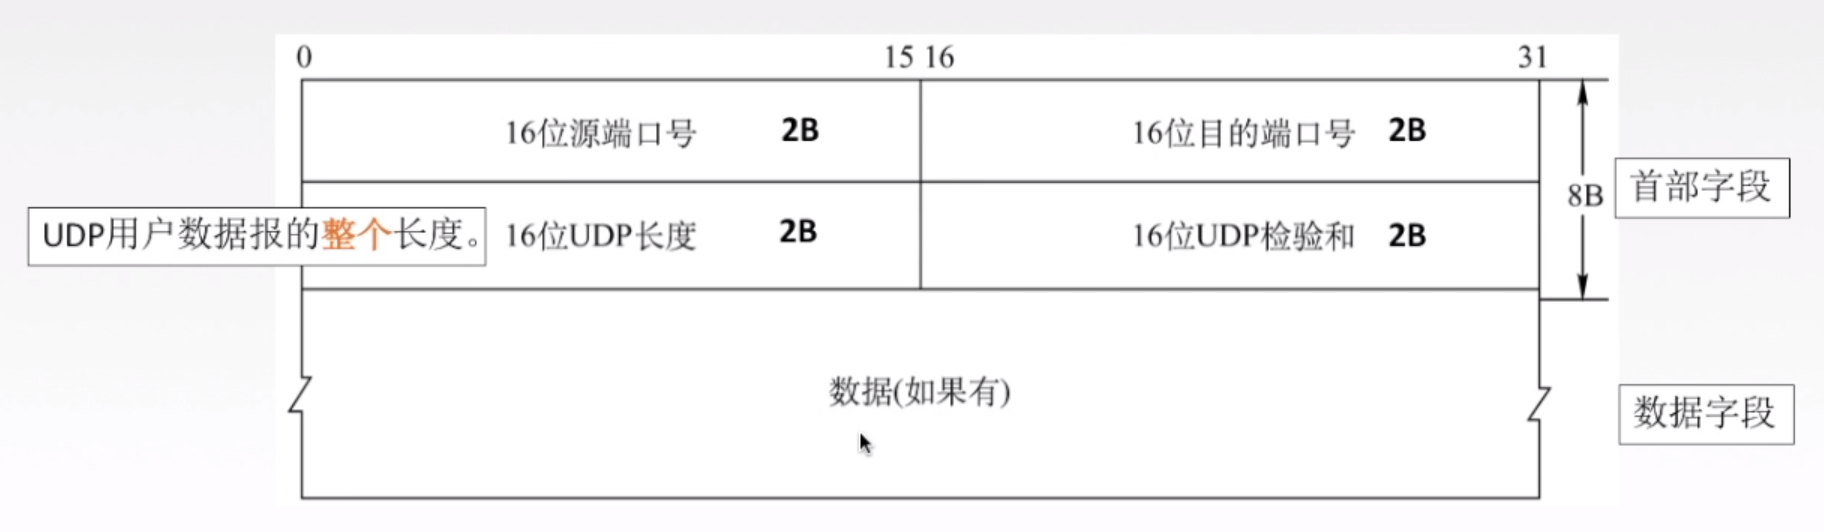 0 15 16 31
16位源端口号 2B 16位目的端口号 2B
8B 首部字段
UDP用户数据报的整个长度。 16位UDP长度 2B 16位UDP检验和 2B
数据(如果有)
数据字段